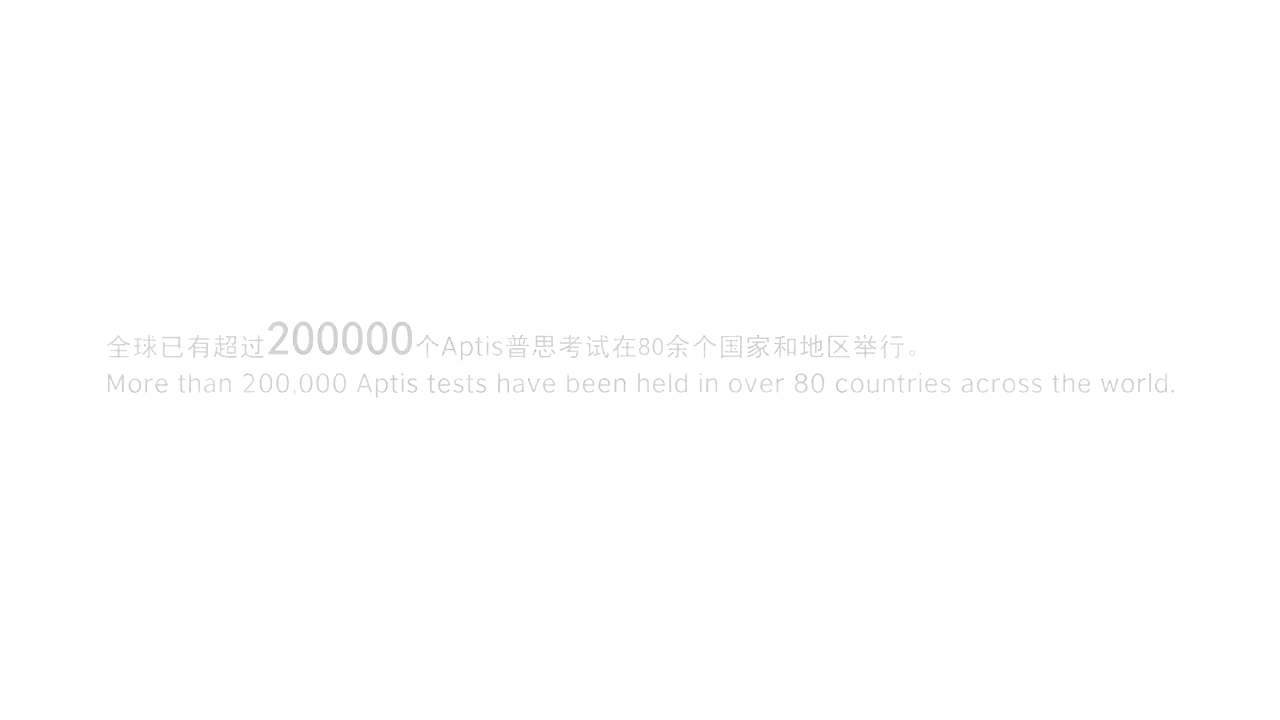 全球已有超过200000个Aptis普思考试在80余个国家和地区举行。
More than 200,000 Aptis tests have been held in over 80 countries across the world.